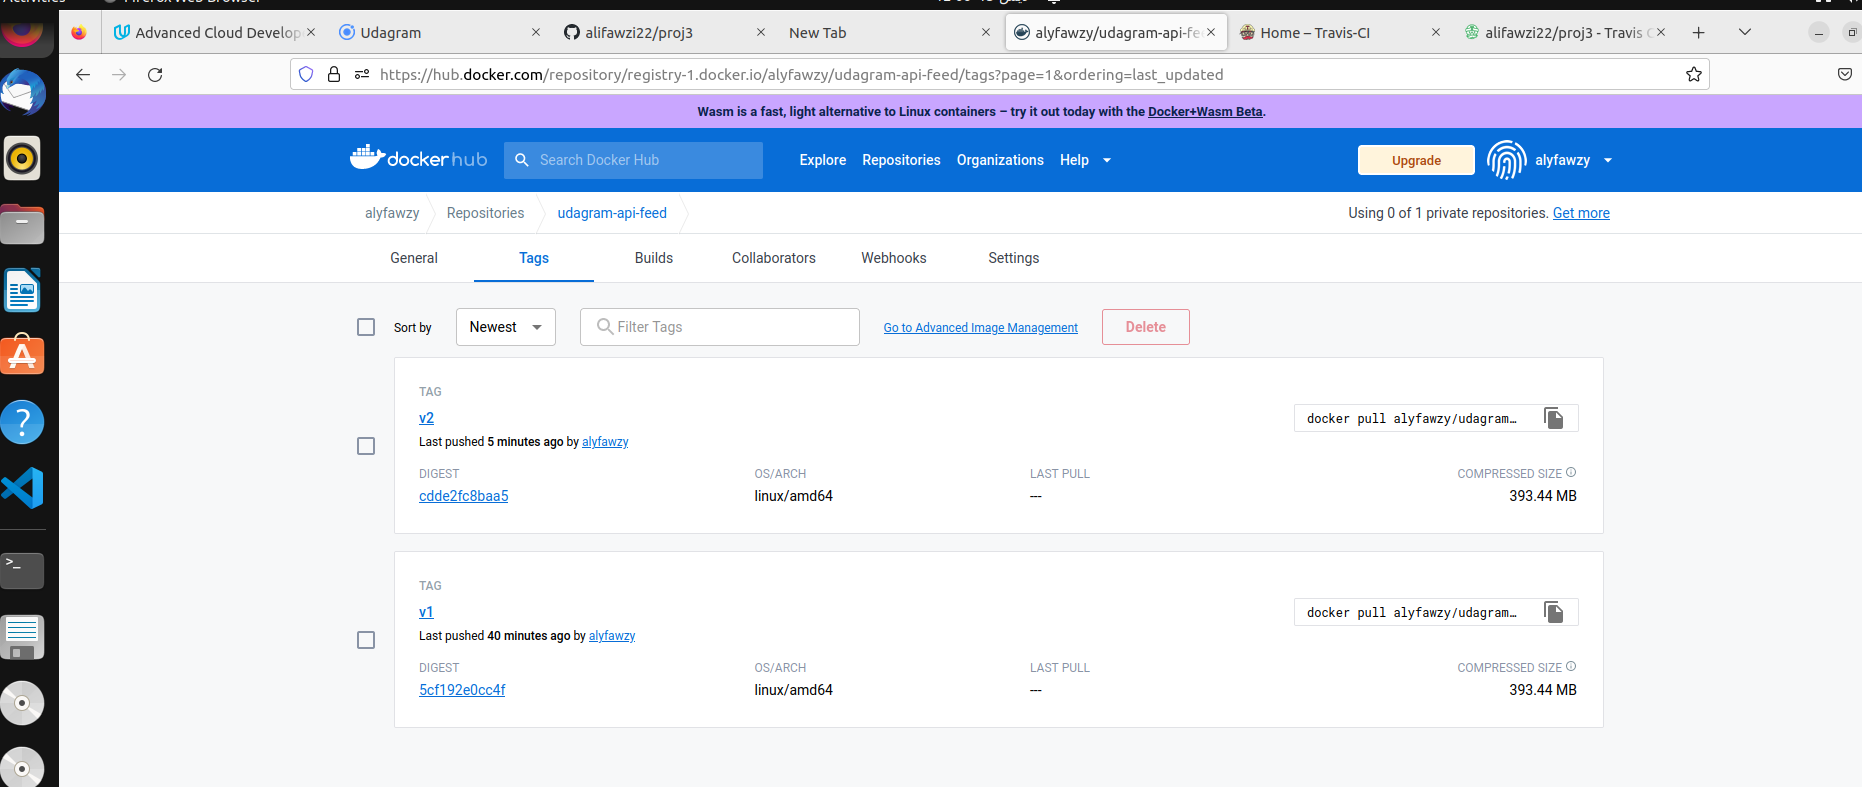 Activities Firefox Web Browser
Advanced Cloud Develop
Udagram
alifawzi22/proj3
New Tab
alyfawzy/udagram-api-fe
Home – Travis-CI
alifawzi22/proj3 - Travis C
https://hub.docker.com/repository/registry-1.docker.io/alyfawzy/udagram-api-feed/tags?page=1&ordering=last_updated
Wasm is a fast, light alternative to Linux containers – try it out today with the Docker+Wasm Beta.
docker hub
Search Docker Hub
Explore
Repositories
Organizations
Help
Upgrade
alyfawzy
alyfawzy
Repositories
udagram-api-feed
Using 0 of 1 private repositories. Get more
General
Tags
Builds
Collaborators
Webhooks
Settings
Sort by
Newest
Filter Tags
Go to Advanced Image Management
Delete
TAG
v2
docker pull alyfawzy/udagram…
Last pushed 5 minutes ago by alyfawzy
DIGEST
OS/ARCH
LAST PULL
COMPRESSED SIZE
cdde2fc8baa5
linux/amd64
---
393.44 MB
TAG
v1
docker pull alyfawzy/udagram…
Last pushed 40 minutes ago by alyfawzy
DIGEST
OS/ARCH
LAST PULL
COMPRESSED SIZE
5cf192e0cc4f
linux/amd64
---
393.44 MB